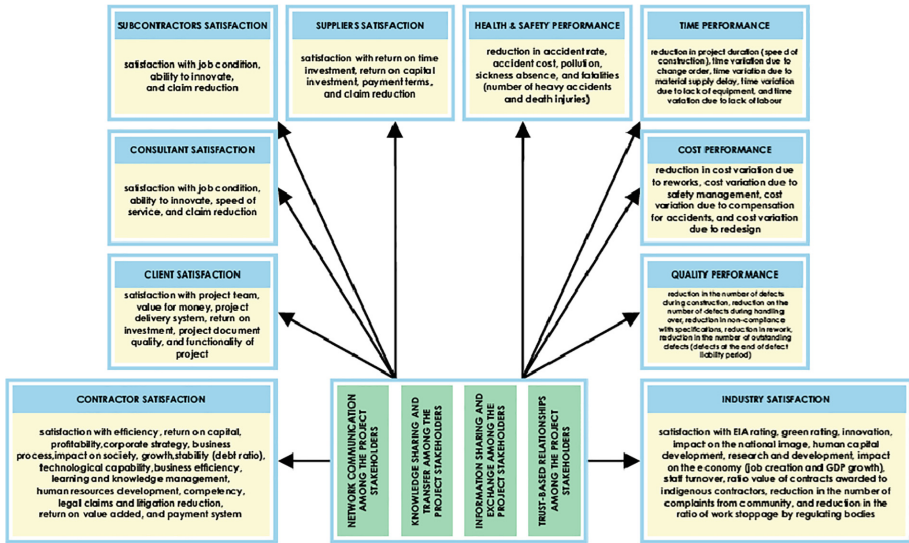 SUBCONTRACTORS SATISFACTION
satisfaction with job condition,
ability to innovate,
and claim reduction
SUPPLIERS SATISFACTION
satisfaction with return on time
investment, return on capital
investment, payment terms,
and claim reduction
HEALTH & SAFETY PERFORMANCE
reduction in accident rate,
accident cost, pollution,
sickness absence, and fatalities
(number of heavy accidents
and death injuries)
TIME PERFORMANCE
reduction in project duration (speed of
construction), time variation due to
change order, time variation due to
material supply delay, time variation
due to lack of equipment, and time
variation due to lack of labour
CONSULTANT SATISFACTION
satisfaction with job condition,
ability to innovate, speed of
service, and claim reduction
COST PERFORMANCE
reduction in cost variation due
to reworks, cost variation due to
safety management, cost
variation due to compensation
for accidents, and cost variation
due to redesign
CLIENT SATISFACTION
satisfaction with project team,
value for money, project
delivery system, return on
investment, project document
quality, and functionality of
project
QUALITY PERFORMANCE
reduction in the number of defects
during construction, reduction on the
number of defects during handling
over, reduction in non-compliance
with specifications, reduction in rework,
reduction in the number of outstanding
defects (defects at the end of defect
liability period)
CONTRACTOR SATISFACTION
satisfaction with efficiency, return on capital,
profitability,corporate strategy, business
process,impact on society, growth,stability (debt ratio),
technological capability,business efficiency,
learning and knowledge management,
human resources development, competency,
legal claims and litigation reduction,
return on value added, and payment system
NETWORK COMMUNICATION
AMONG THE PROJECT
STAKEHOLDERS
KNOWLEDGE SHARING AND
TRANSFER AMONG THE
PROJECT STAKEHOLDERS
INFORMATION SHARING AND
EXCHANGE AMONG THE
PROJECT STAKEHOLDERS
TRUST-BASED RELATIONSHIPS
AMONG THE PROJECT
STAKEHOLDERS
INDUSTRY SATISFACTION
satisfaction with EIA rating, green rating, innovation,
impact on the national image, human capital
development, research and development, impact
on the economy (job creation and GDP growth),
staff turnover, ratio value of contracts awarded to
indigenous contractors, reduction in the number of
complaints from community, and reduction in the
ratio of work stoppage by regulating bodies